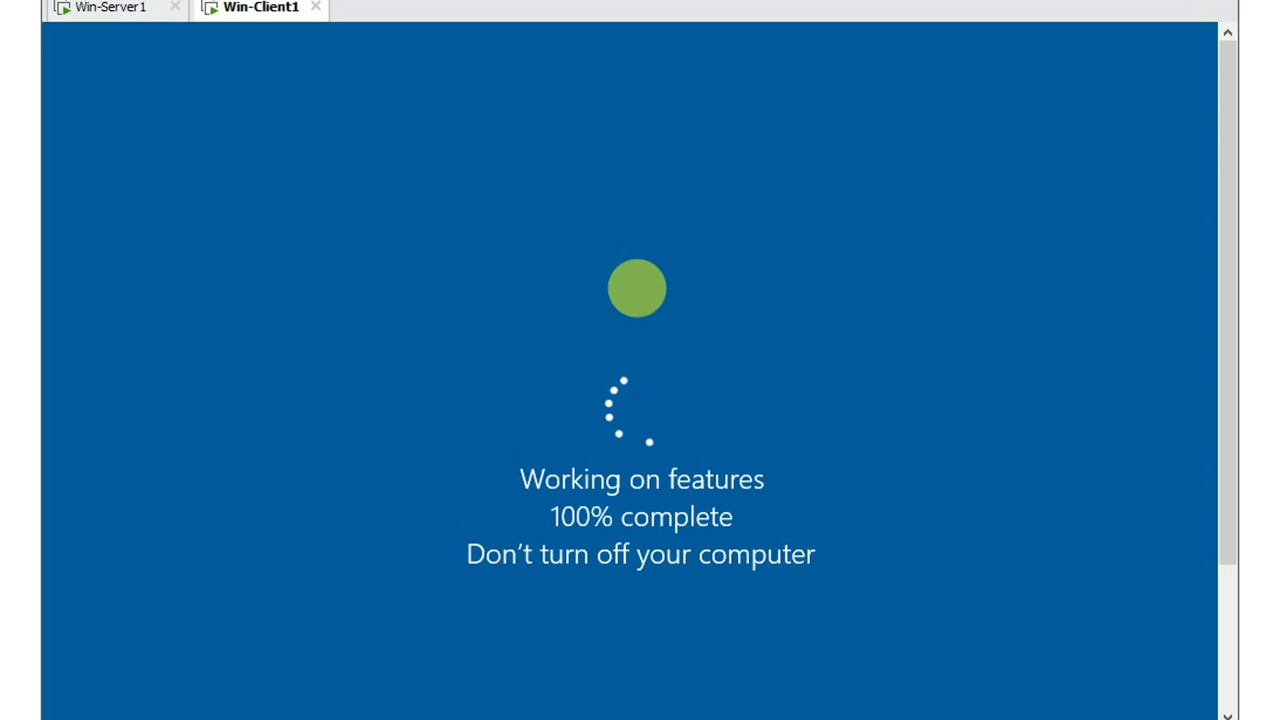 Win-Server1 Win-Client1
Working on features
100% complete
Don't turn off your computer